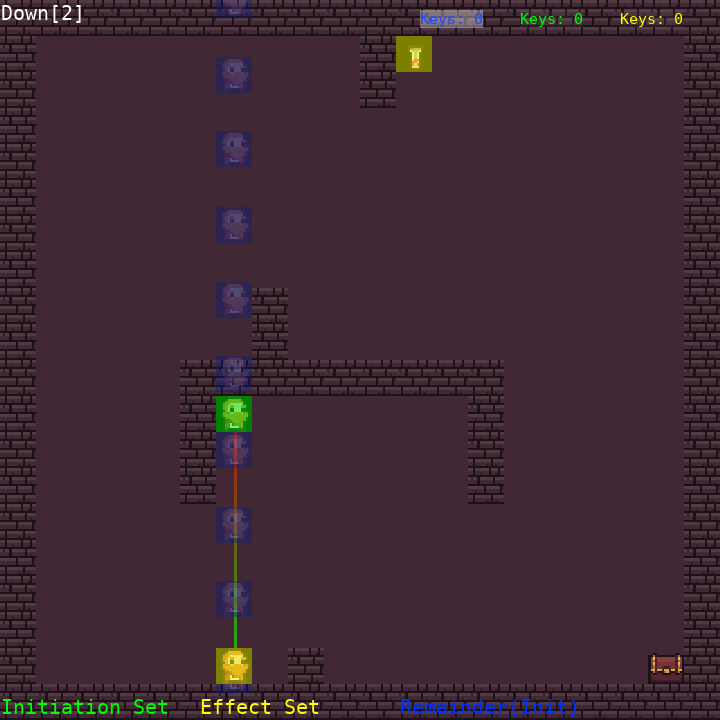 Down[2]
Keys: 0 Keys: 0 Keys: 0
Initiation Set Effect Set Remainder(Init)